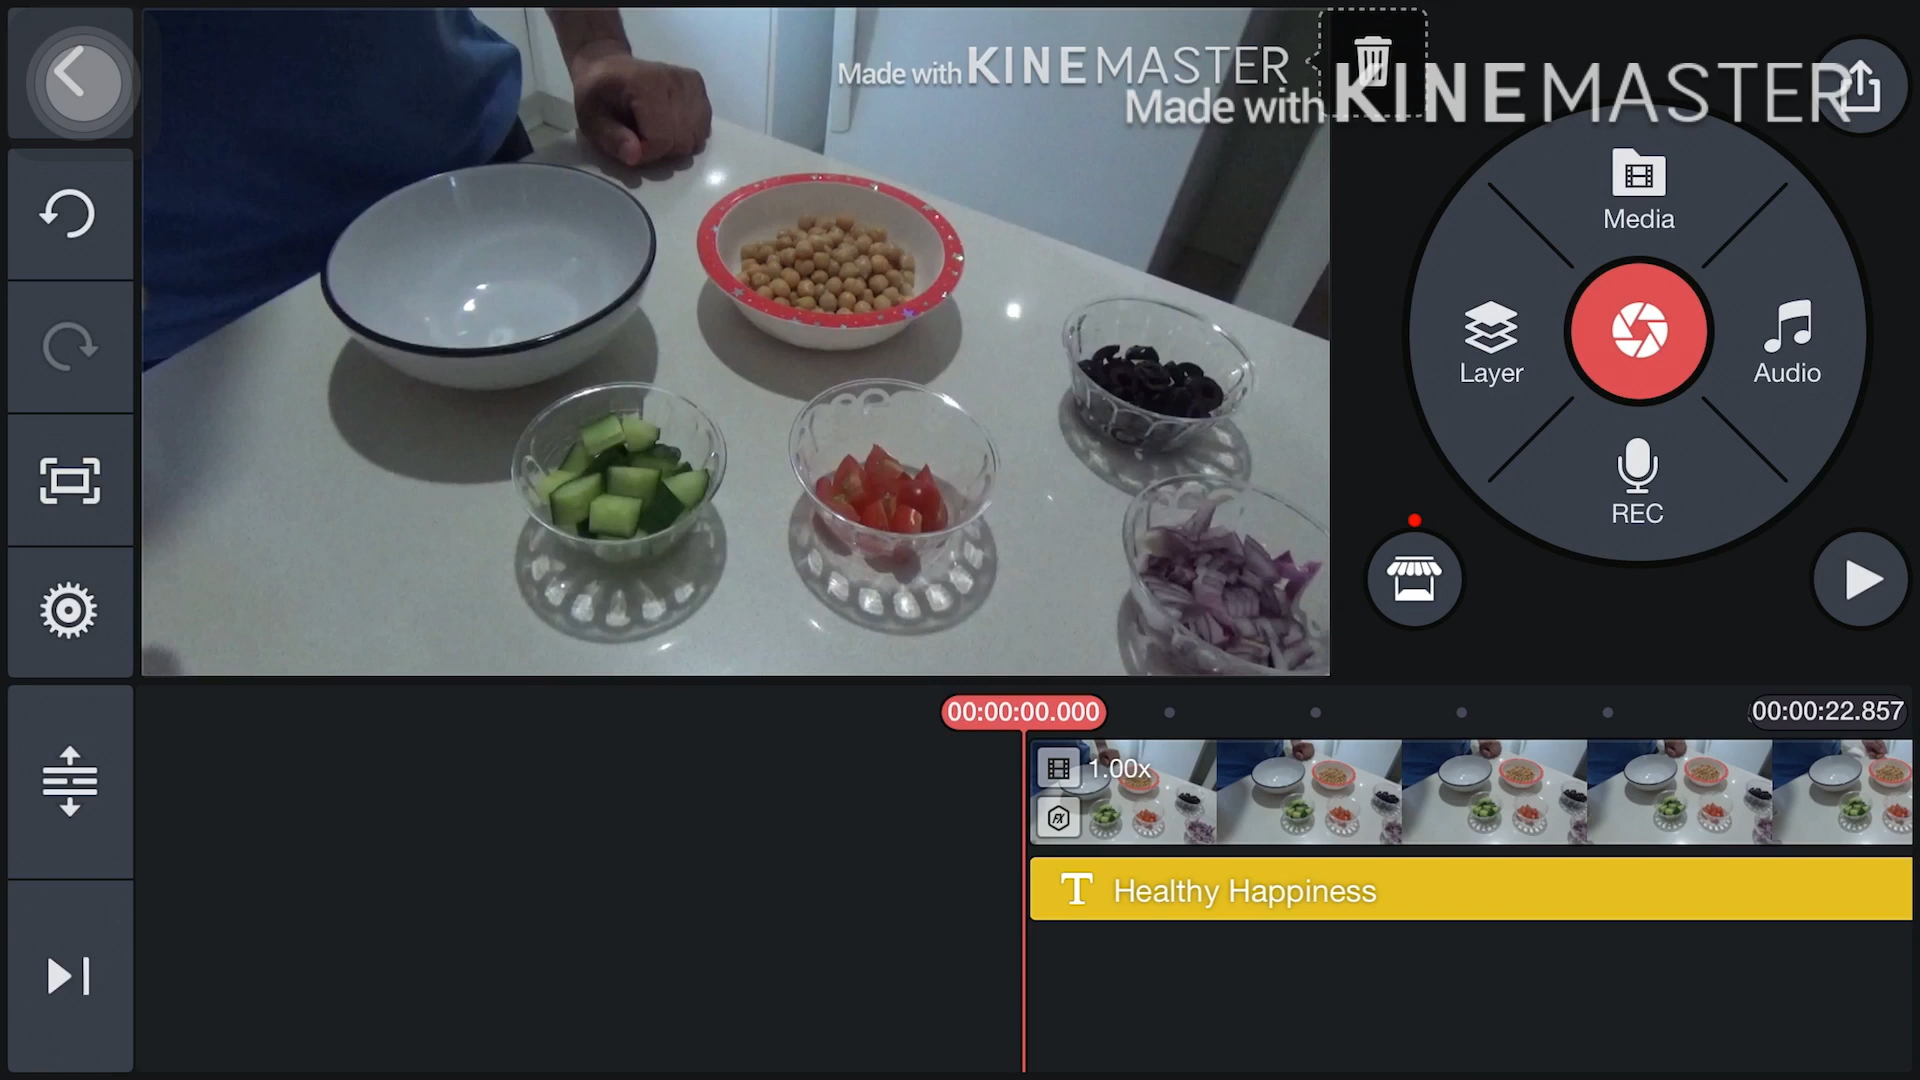 Made with KINEMASTER
Made with KINEMASTER
Media
Layer
Audio
REC
00:00:00.000
00:00:22.857
1.00x
FX
T Healthy Happiness